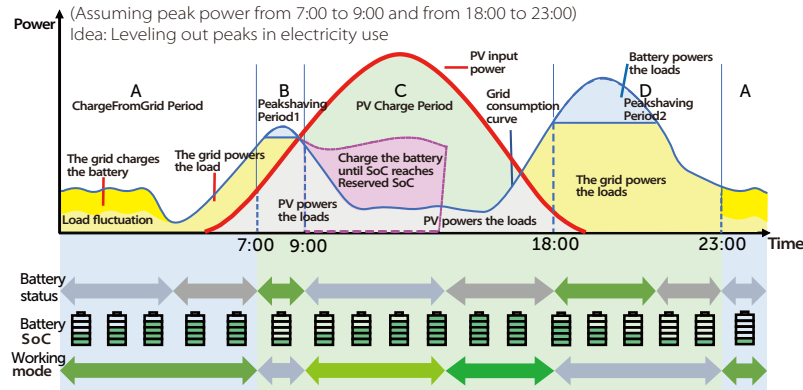 (Assuming peak power from 7:00 to 9:00 and from 18:00 to 23:00)
Idea: Leveling out peaks in electricity use
Power
A
ChargeFromGrid Period
B
Peakshaving
Period1
C
PV Charge Period
PV input
power
Grid
consumption
curve
Battery powers
the loads
D
Peakshaving
Period2
A
The grid charges
the battery
The grid powers
the load
Charge the battery
until SoC reaches
Reserved SoC
The grid powers
the loads
Load fluctuation
PV powers
the loads
PV powers the loads
7:00
9:00
18:00
23:00
Time
Battery
status
Battery
SoC
Working
mode